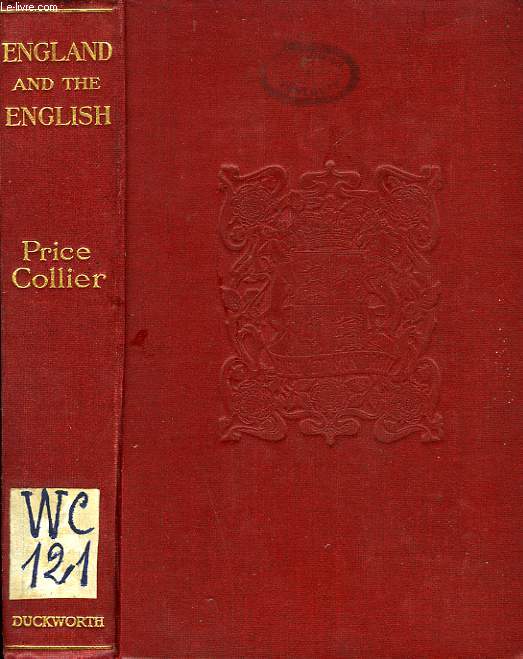 Le-livre.com
ENGLAND
AND THE
ENGLISH
Price
Collier
WC
121
DUCKWORTH